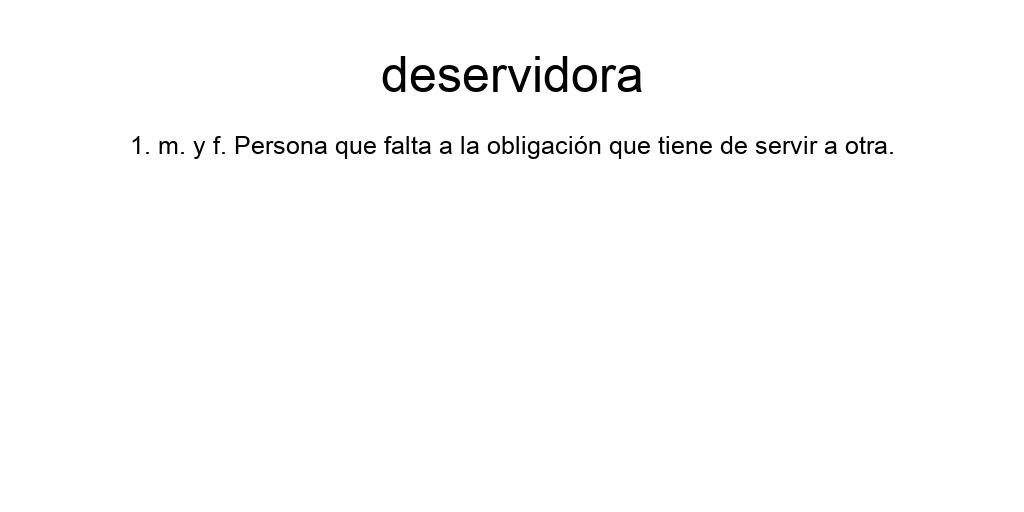 deservidora
1. m. y f. Persona que falta a la obligación que tiene de servir a otra.